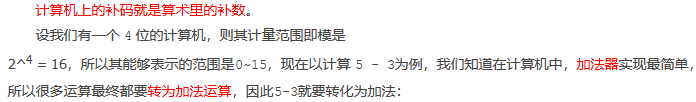 计算机上的补码就是算术里的补数。
设我们有一个 4 位的计算机，则其计量范围即模是
2^4 = 16，所以其能够表示的范围是0~15，现在以计算 5 - 3为例，我们知道在计算机中，加法器实现最简单，
所以很多运算最终都要转为加法运算，因此5-3就要转化为加法：